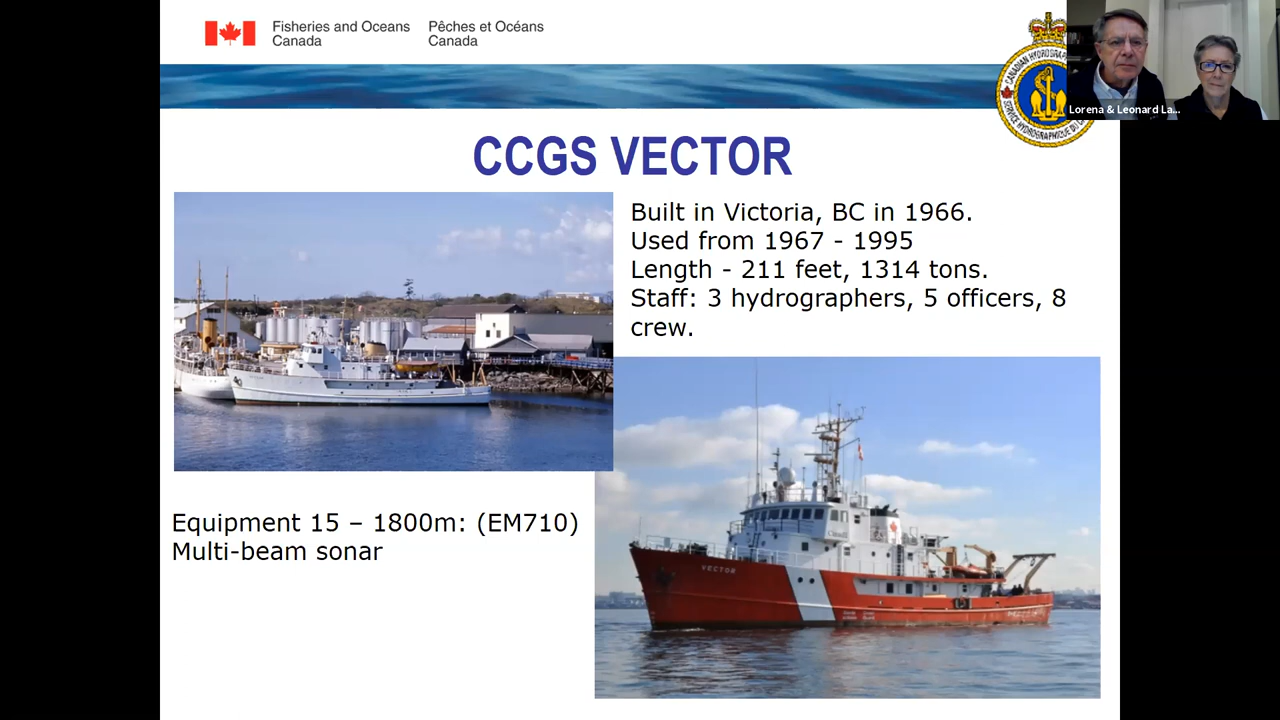 Fisheries and Oceans
Canada
Pêches et Océans
Canada
Lorena & Leonard La...
CCGS VECTOR
Built in Victoria, BC in 1966.
Used from 1967 - 1995
Length - 211 feet, 1314 tons.
Staff: 3 hydrographers, 5 officers, 8
crew.
Equipment 15 – 1800m: (EM710)
Multi-beam sonar
VECTOR
Canada